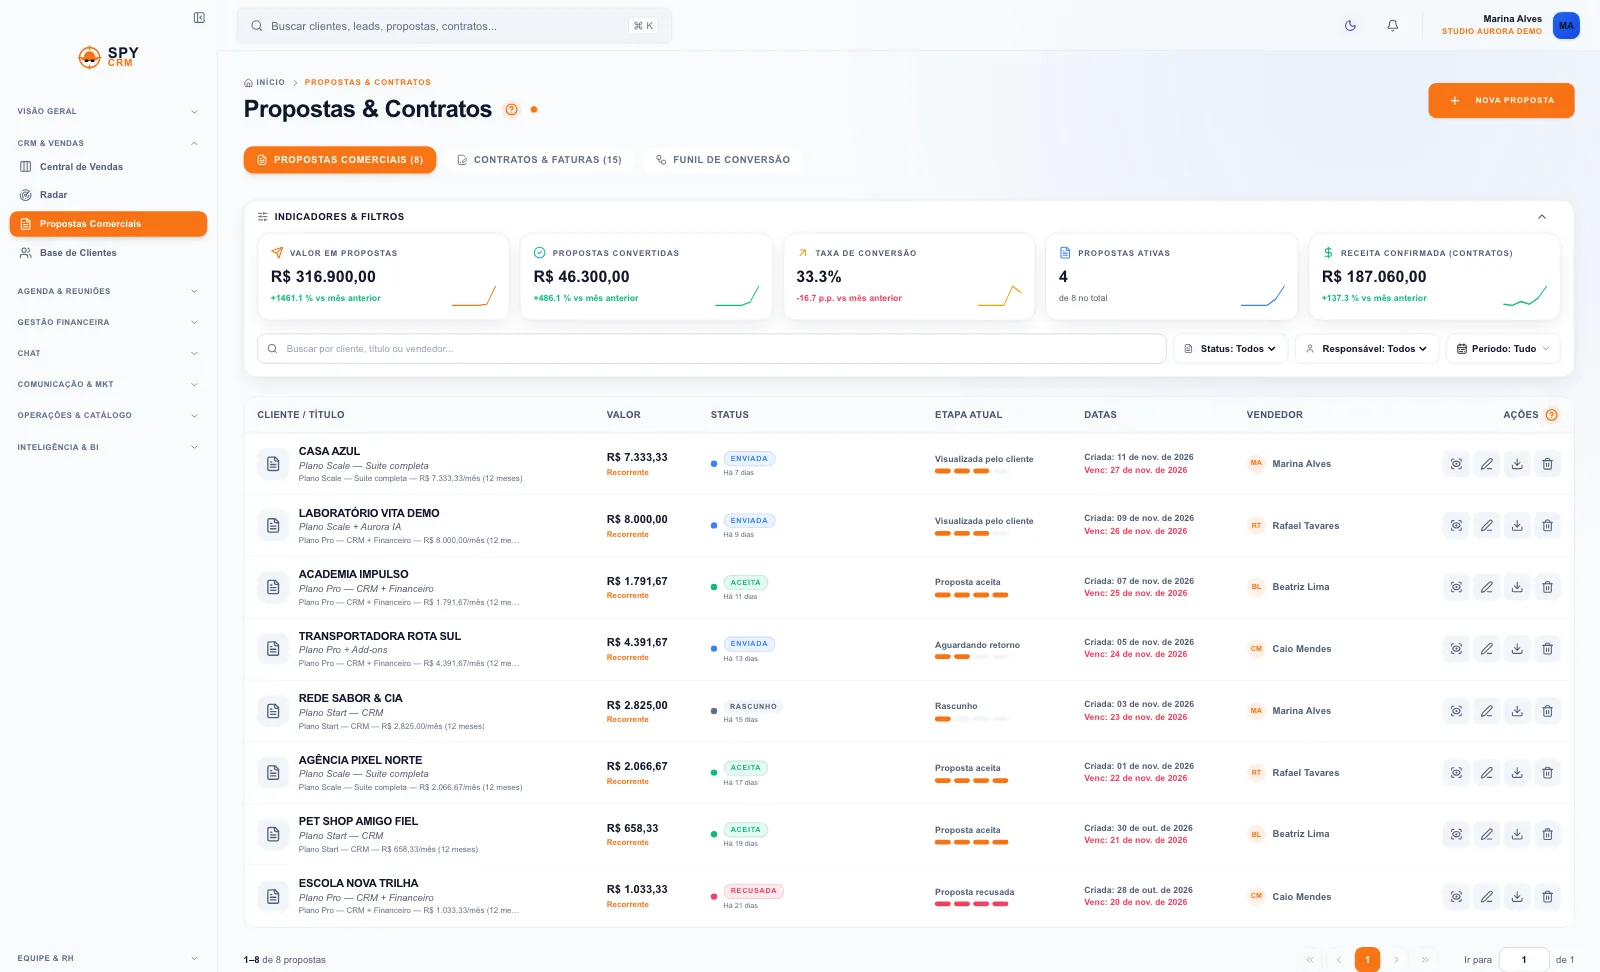 Buscar clientes, leads, propostas, contratos...
⌘ K
Marina Alves
STUDIO AURORA DEMO
MA
SPY
CRM
VISÃO GERAL
CRM & VENDAS
Central de Vendas
Radar
Propostas Comerciais
Base de Clientes
AGENDA & REUNIÕES
GESTÃO FINANCEIRA
CHAT
COMUNICAÇÃO & MKT
OPERAÇÕES & CATÁLOGO
INTELIGÊNCIA & BI
EQUIPE & RH
INÍCIO > PROPOSTAS & CONTRATOS
Propostas & Contratos
+ NOVA PROPOSTA
PROPOSTAS COMERCIAIS (8)
CONTRATOS & FATURAS (15)
FUNIL DE CONVERSÃO
INDICADORES & FILTROS
VALOR EM PROPOSTAS
R$ 316.900,00
+1461.1 % vs mês anterior
PROPOSTAS CONVERTIDAS
R$ 46.300,00
+486.1 % vs mês anterior
TAXA DE CONVERSÃO
33.3%
-16.7 p.p. vs mês anterior
PROPOSTAS ATIVAS
4
de 8 no total
RECEITA CONFIRMADA (CONTRATOS)
R$ 187.060,00
+137.3 % vs mês anterior
Buscar por cliente, título ou vendedor...
Status: Todos
Responsável: Todos
Período: Tudo
CLIENTE / TÍTULO VALOR STATUS ETAPA ATUAL DATAS VENDEDOR AÇÕES ?
CASA AZUL
Plano Scale — Suite completa
Plano Scale — Suite completa — R$ 7.333,33/mês (12 meses)
R$ 7.333,33
Recorrente
ENVIADA
Há 7 dias
Visualizada pelo cliente
Criada: 11 de nov. de 2026
Venc: 27 de nov. de 2026
MA Marina Alves
LABORATÓRIO VITA DEMO
Plano Scale + Aurora IA
Plano Pro — CRM + Financeiro — R$ 8.000,00/mês (12 me...
R$ 8.000,00
Recorrente
ENVIADA
Há 9 dias
Visualizada pelo cliente
Criada: 09 de nov. de 2026
Venc: 26 de nov. de 2026
RT Rafael Tavares
ACADEMIA IMPULSO
Plano Pro — CRM + Financeiro
Plano Pro — CRM + Financeiro — R$ 1.791,67/mês (12 me...
R$ 1.791,67
Recorrente
ACEITA
Há 11 dias
Proposta aceita
Criada: 07 de nov. de 2026
Venc: 25 de nov. de 2026
BL Beatriz Lima
TRANSPORTADORA ROTA SUL
Plano Pro + Add-ons
Plano Pro — CRM + Financeiro — R$ 4.391,67/mês (12 me...
R$ 4.391,67
Recorrente
ENVIADA
Há 13 dias
Aguardando retorno
Criada: 05 de nov. de 2026
Venc: 24 de nov. de 2026
CM Caio Mendes
REDE SABOR & CIA
Plano Start — CRM
Plano Start — CRM — R$ 2.825,00/mês (12 meses)
R$ 2.825,00
Recorrente
RASCUNHO
Há 15 dias
Rascunho
Criada: 03 de nov. de 2026
Venc: 23 de nov. de 2026
MA Marina Alves
AGÊNCIA PIXEL NORTE
Plano Scale — Suite completa
Plano Scale — Suite completa — R$ 2.066,67/mês (12 meses)
R$ 2.066,67
Recorrente
ACEITA
Há 17 dias
Proposta aceita
Criada: 01 de nov. de 2026
Venc: 22 de nov. de 2026
RT Rafael Tavares
PET SHOP AMIGO FIEL
Plano Start — CRM
Plano Start — CRM — R$ 658,33/mês (12 meses)
R$ 658,33
Recorrente
ACEITA
Há 19 dias
Proposta aceita
Criada: 30 de out. de 2026
Venc: 21 de nov. de 2026
BL Beatriz Lima
ESCOLA NOVA TRILHA
Plano Pro — CRM + Financeiro
Plano Pro — CRM + Financeiro — R$ 1.033,33/mês (12 me...
R$ 1.033,33
Recorrente
RECUSADA
Há 21 dias
Proposta recusada
Criada: 28 de out. de 2026
Venc: 20 de nov. de 2026
CM Caio Mendes
1–8 de 8 propostas
« ‹ 1 › »
Ir para 1 de 1